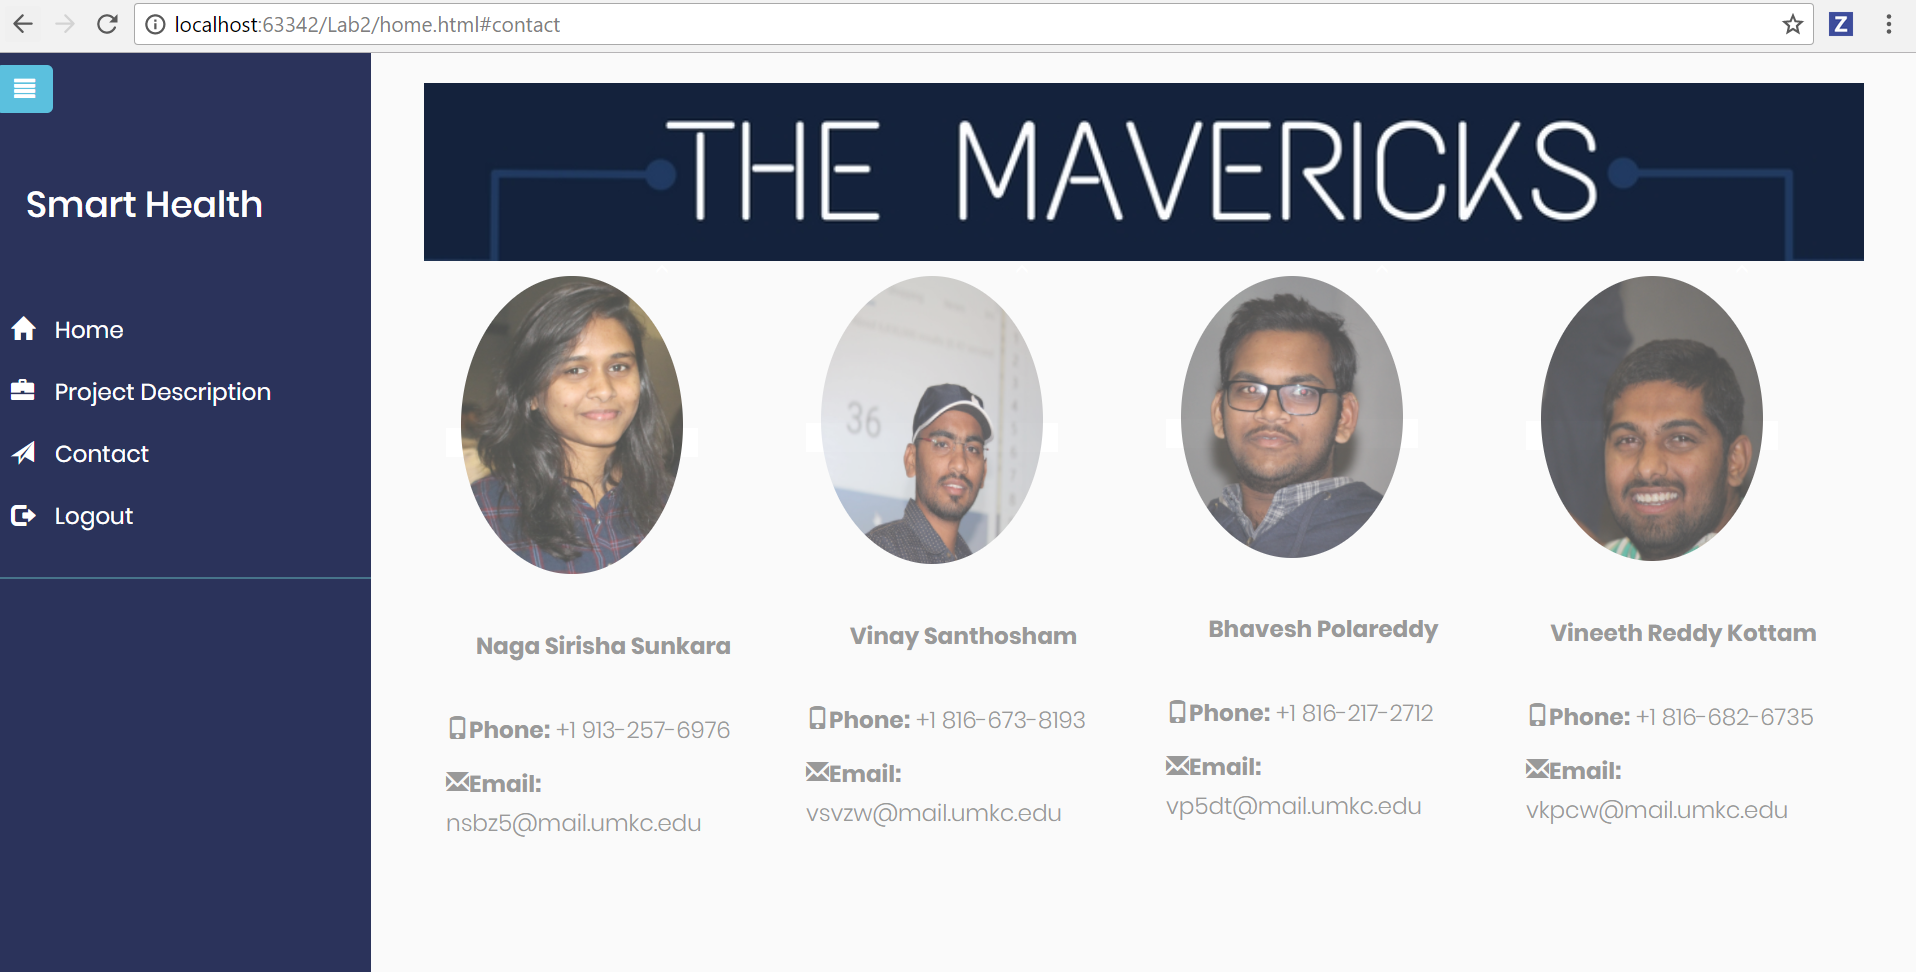 localhost:63342/Lab2/home.html#contact
Z
Smart Health
Home
Project Description
Contact
Logout
THE MAVERICKS
36
Naga Sirisha Sunkara
Phone: +1 913-257-6976
Email:
nsbz5@mail.umkc.edu
Vinay Santhosham
Phone: +1 816-673-8193
Email:
vsvzw@mail.umkc.edu
Bhavesh Polareddy
Phone: +1 816-217-2712
Email:
vp5dt@mail.umkc.edu
Vineeth Reddy Kottam
Phone: +1 816-682-6735
Email:
vkpcw@mail.umkc.edu